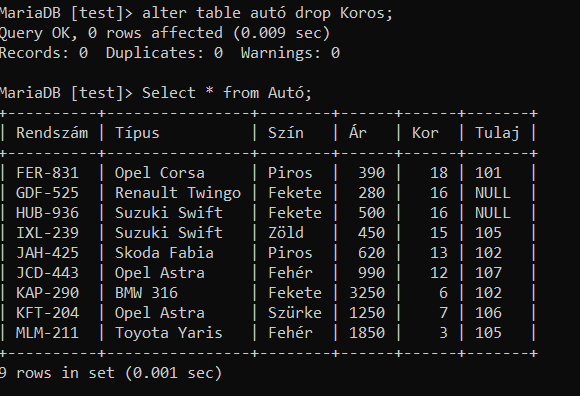 MariaDB [test]> alter table autó drop Koros;
Query OK, 0 rows affected (0.009 sec)
Records: 0  Duplicates: 0  Warnings: 0

MariaDB [test]> Select * from Autó;
+----------+----------------+--------+------+------+-------+
| Rendszám | Típus          | Szín   | Ár   | Kor  | Tulaj |
+----------+----------------+--------+------+------+-------+
| FER-831  | Opel Corsa     | Piros  |  390 |   18 | 101   |
| GDF-525  | Renault Twingo | Fekete |  280 |   16 | NULL  |
| HUB-936  | Suzuki Swift   | Fekete |  500 |   16 | NULL  |
| IXL-239  | Suzuki Swift   | Zöld   |  450 |   15 | 105   |
| JAH-425  | Skoda Fabia    | Piros  |  620 |   13 | 102   |
| JCD-443  | Opel Astra     | Fehér  |  990 |   12 | 107   |
| KAP-290  | BMW 316        | Fekete | 3250 |    6 | 102   |
| KFT-204  | Opel Astra     | Szürke | 1250 |    7 | 106   |
| MLM-211  | Toyota Yaris   | Fehér  | 1850 |    3 | 105   |
+----------+----------------+--------+------+------+-------+
9 rows in set (0.001 sec)